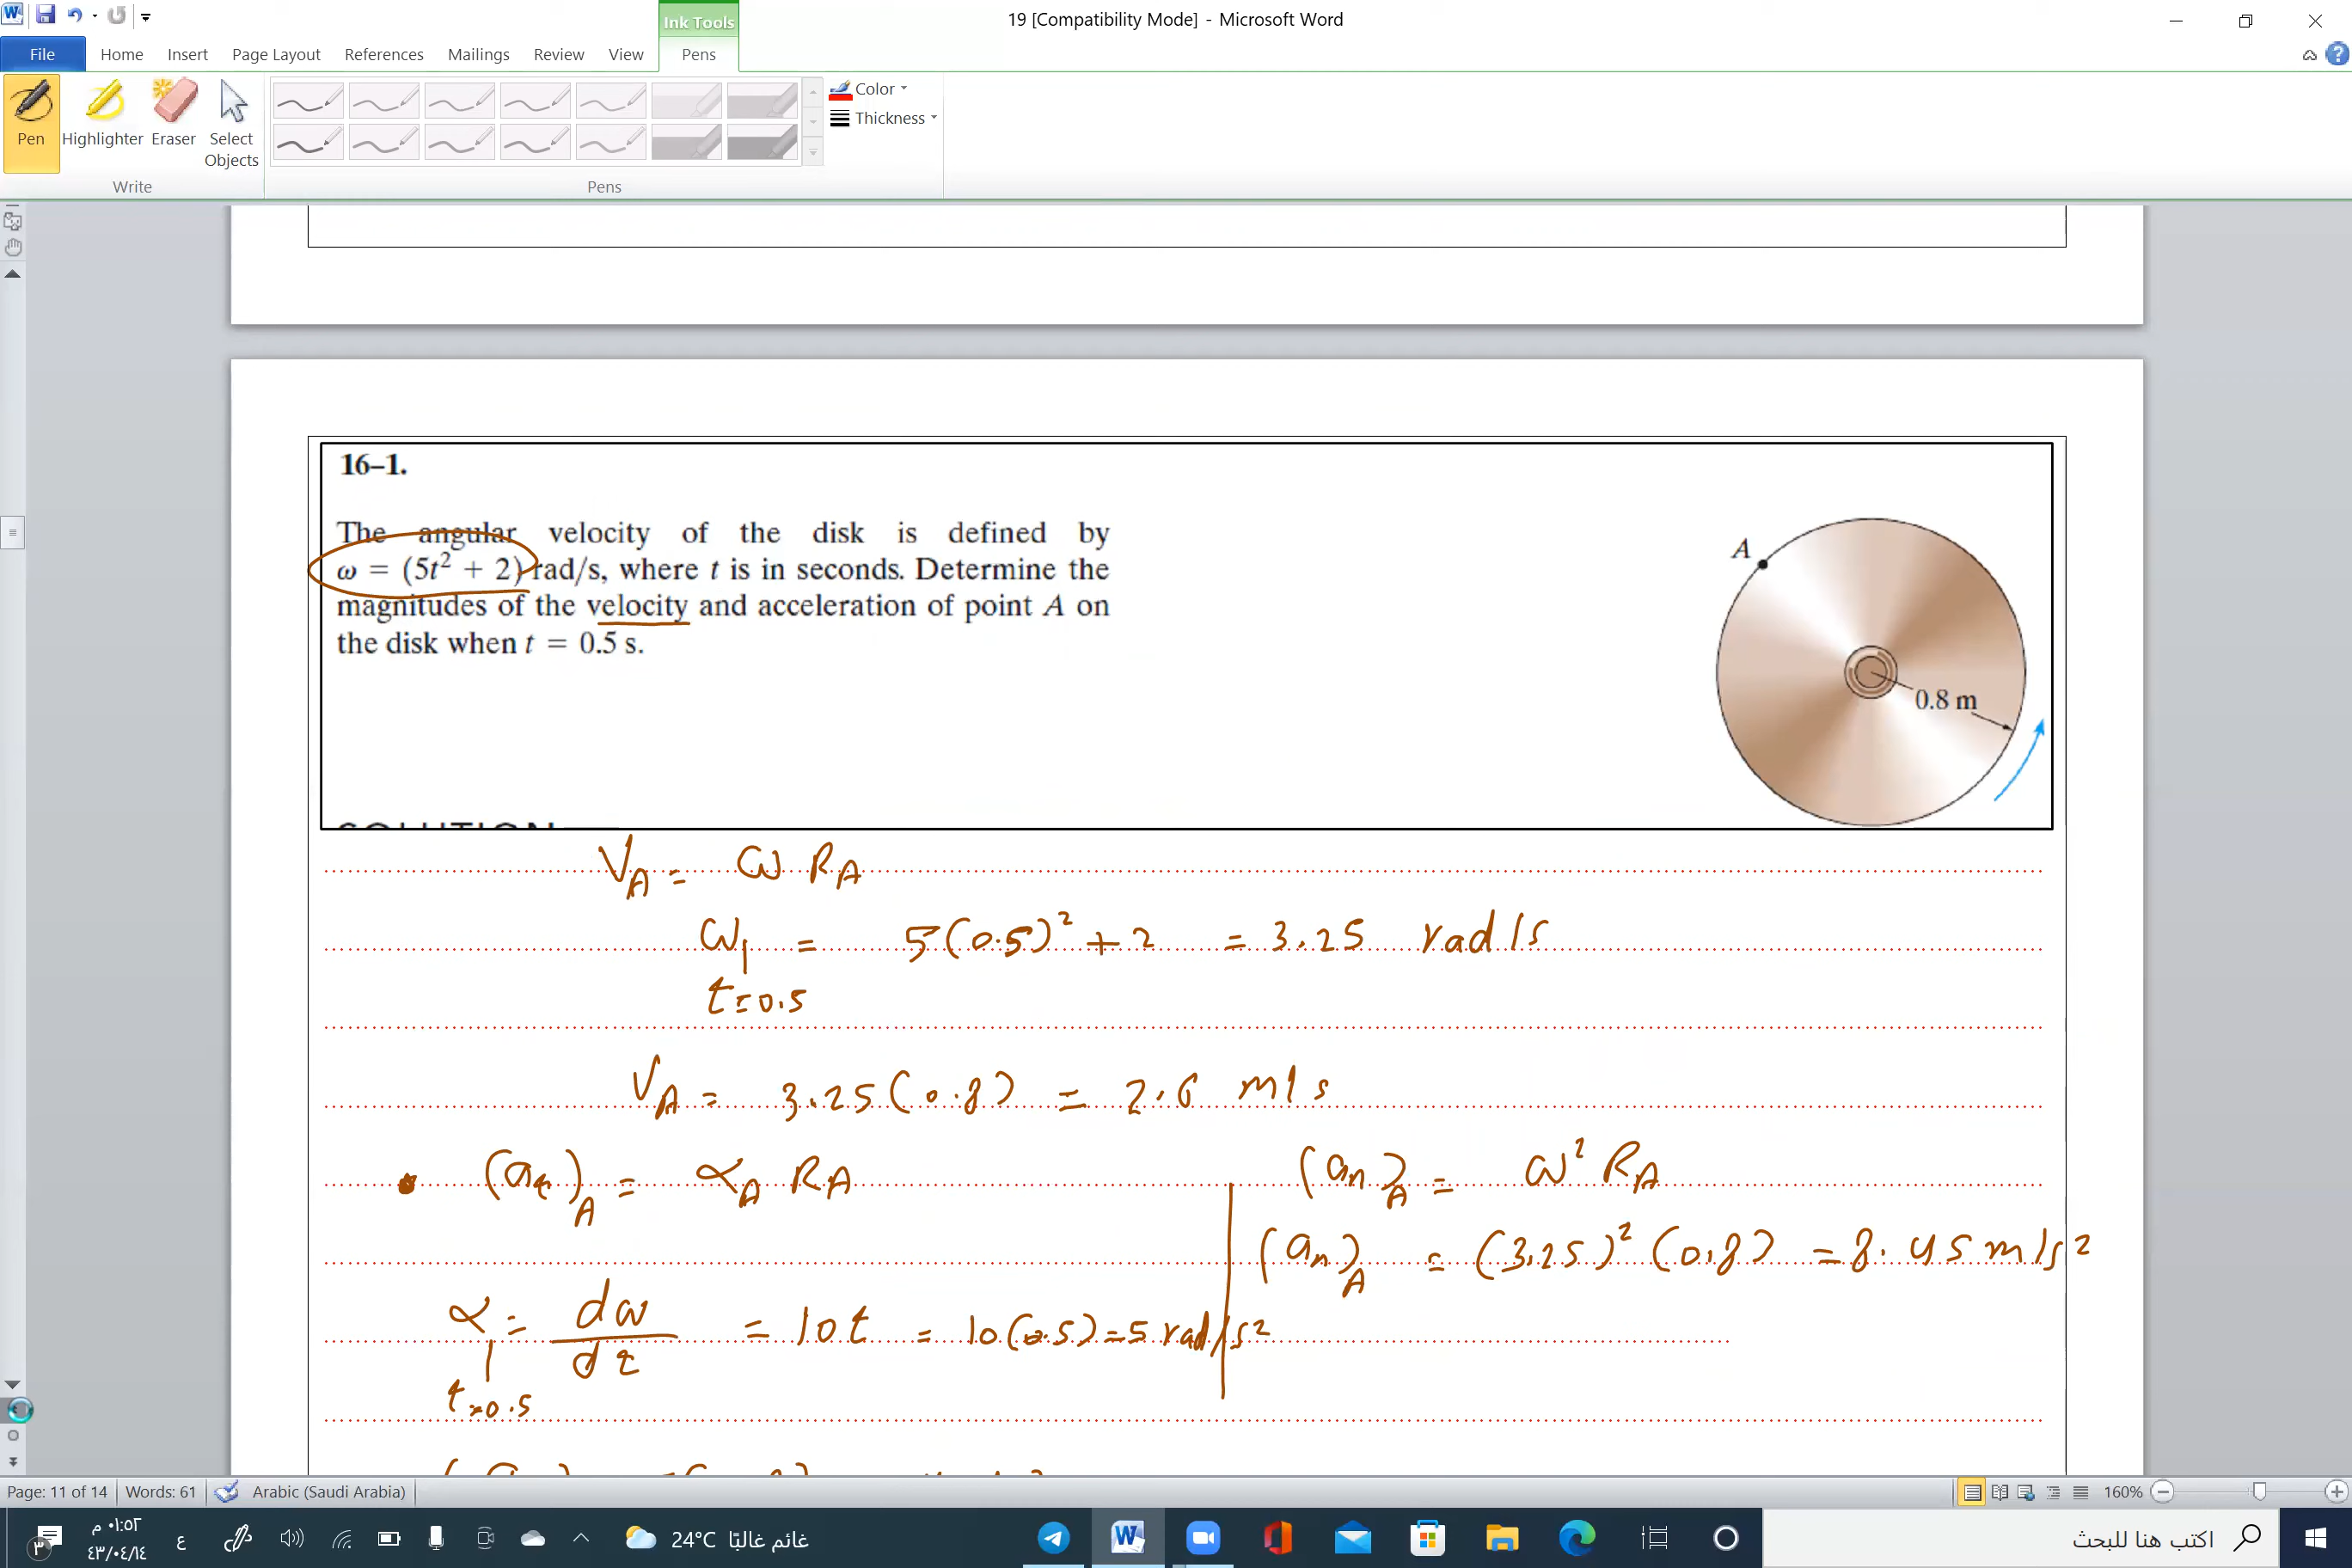 Ink Tools
19 [Compatibility Mode] - Microsoft Word
File Home Insert Page Layout References Mailings Review View Pens
Pen Highlighter Eraser Select Objects
Color
Thickness
Write
Pens
16–1.
The angular velocity of the disk is defined by
ω = (5t² + 2) rad/s, where t is in seconds. Determine the
magnitudes of the velocity and acceleration of point A on
the disk when t = 0.5 s.
A
0.8 m
V_A = ω R_A
ω| = 5(0.5)² + 2 = 3.25 rad/s
t=0.5
V_A = 3.25(0.8) = 2.6 m/s
(a_t)_A = α_A R_A
(a_n)_A = ω² R_A
(a_n)_A = (3.25)² (0.8) = 8.45 m/s²
α| = dω/dt = 10t = 10(0.5) = 5 rad/s²
t=0.5
Page: 11 of 14 Words: 61 Arabic (Saudi Arabia) 160%
٠١:٥٢ م
٤٣/٠٤/١٤
٣
ع
24°C غائم غالبًا
اكتب هنا للبحث